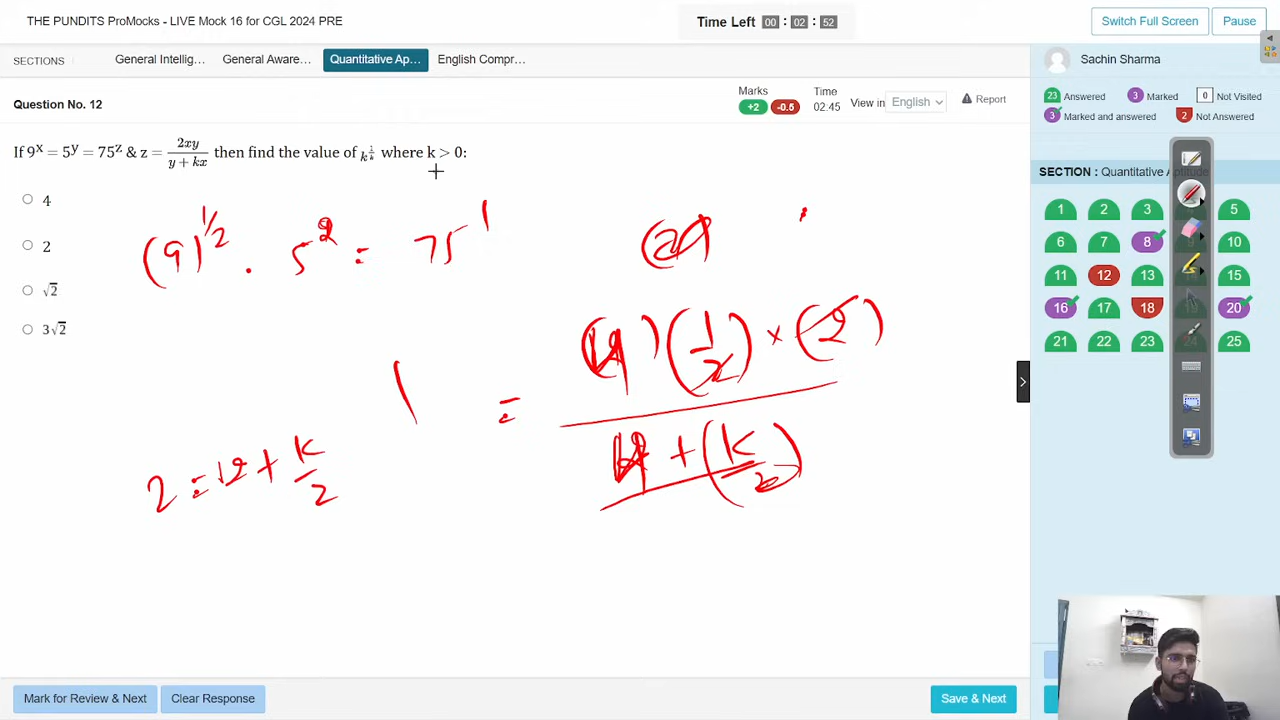 THE PUNDITS ProMocks - LIVE Mock 16 for CGL 2024 PRE
Time Left 00 : 02 : 52
Switch Full Screen
Pause
SECTIONS
General Intellig...
General Aware...
Quantitative Ap...
English Compr...
Sachin Sharma
Question No. 12
Marks
+2 -0.5
Time
02.45
View in English
Report
23 Answered
3 Marked
0 Not Visited
3 Marked and answered
2 Not Answered
If 9^x = 5^y = 75^z & z = 2xy / (y + kx) then find the value of k^(1/k) where k > 0:
4
2
√2
3√2
(9)^1/2 . 5^2 = 75^1
1 =
(1/2) × (2)
+ (k/2)
2 = + k/2
SECTION : Quantitative Aptitude
1 2 3 5
6 7 8 10
11 12 13 15
16 17 18 20
21 22 23 24 25
Mark for Review & Next
Clear Response
Save & Next